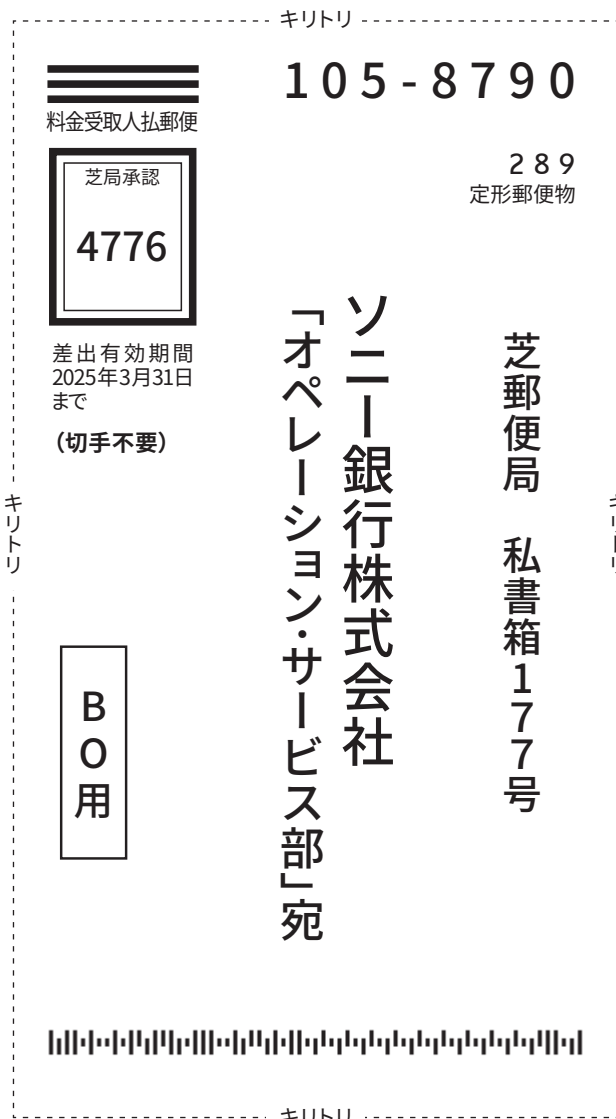 キリトリ
105-8790
料金受取人払郵便
芝局承認
4776
289
定形郵便物
差出有効期間
2025年3月31日
まで
（切手不要）
芝郵便局　私書箱177号
ソニー銀行株式会社
「オペレーション・サービス部」宛
BO用
キリトリ
キリトリ
キリトリ